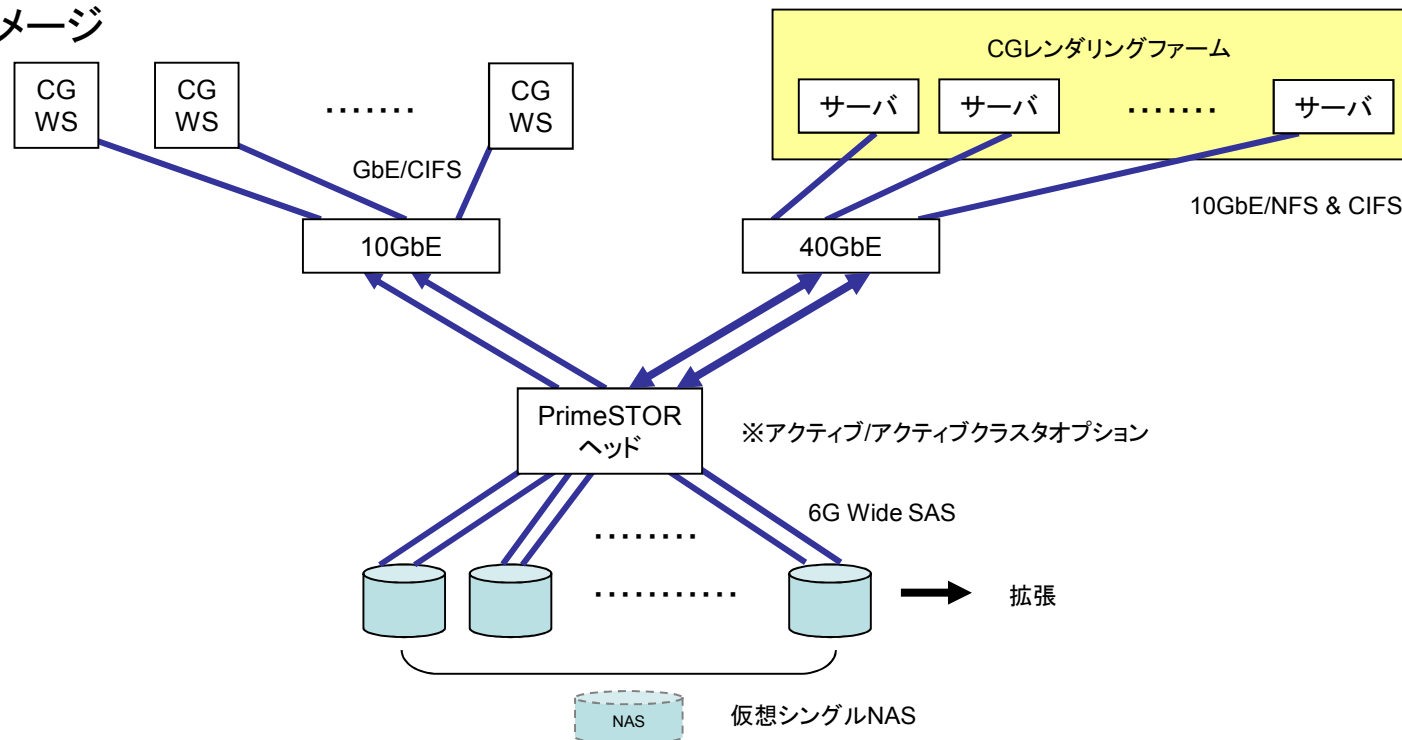 メージ
CGレンダリングファーム
CG
WS
CG
WS
.......
CG
WS
サーバ
サーバ
.......
サーバ
GbE/CIFS
10GbE/NFS & CIFS
10GbE
40GbE
PrimeSTOR
ヘッド
※アクティブ/アクティブクラスタオプション
6G Wide SAS
........
...........
拡張
NAS
仮想シングルNAS